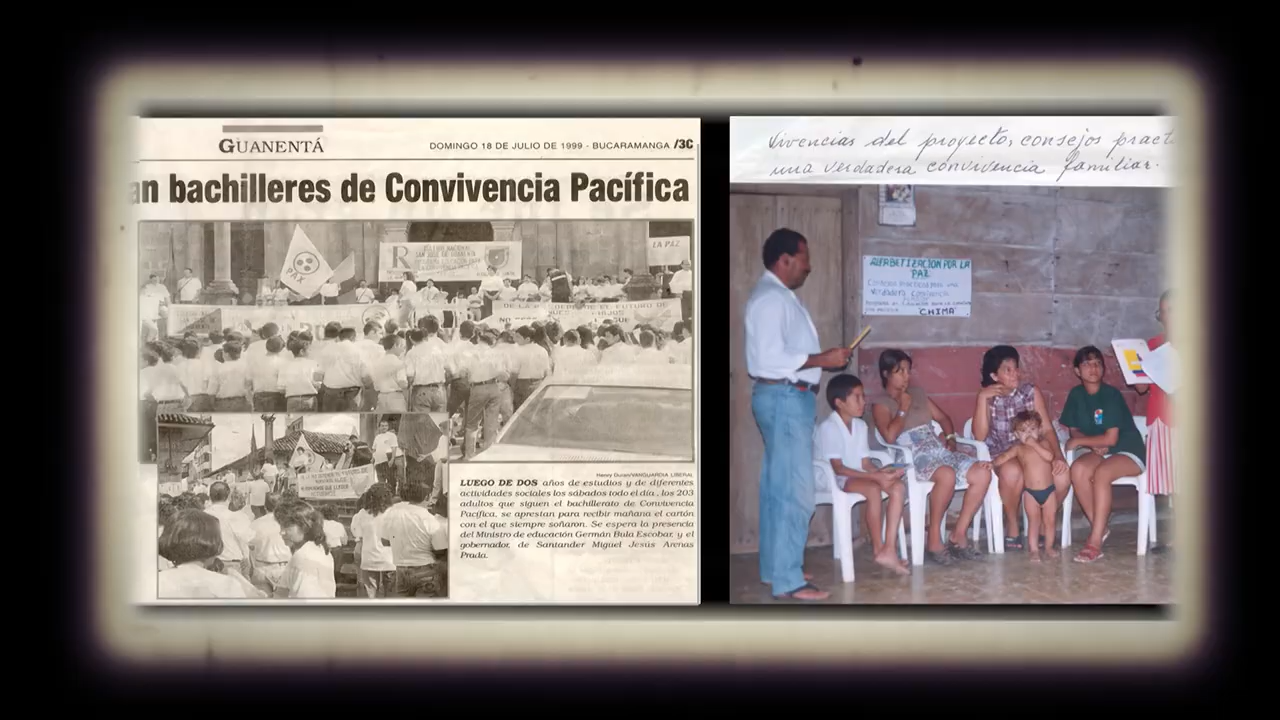 GUANENTÁ
DOMINGO 18 DE JULIO DE 1999 - BUCARAMANGA /3C
an bachilleres de Convivencia Pacífica
PAZ
LA PAZ
Henry Duran/VANGUARDIA LIBERAL
LUEGO DE DOS años de estudios y de diferentes
actividades sociales los sábados todo el día, los 203
adultos que siguen el bachillerato de Convivencia
Pacífica, se aprestan para recibir mañana el cartón
con el que siempre soñaron. Se espera la presencia
del Ministro de educación Germán Bula Escobar, y el
gobernador, de Santander Miguel Jesús Arenas
Prada.
Vivencias del proyecto, consejos pract
una verdadera convivencia familiar.
ALFABETIZACION POR LA
PAZ
VERDADERA CONVIVENCIA
"CHIMA"